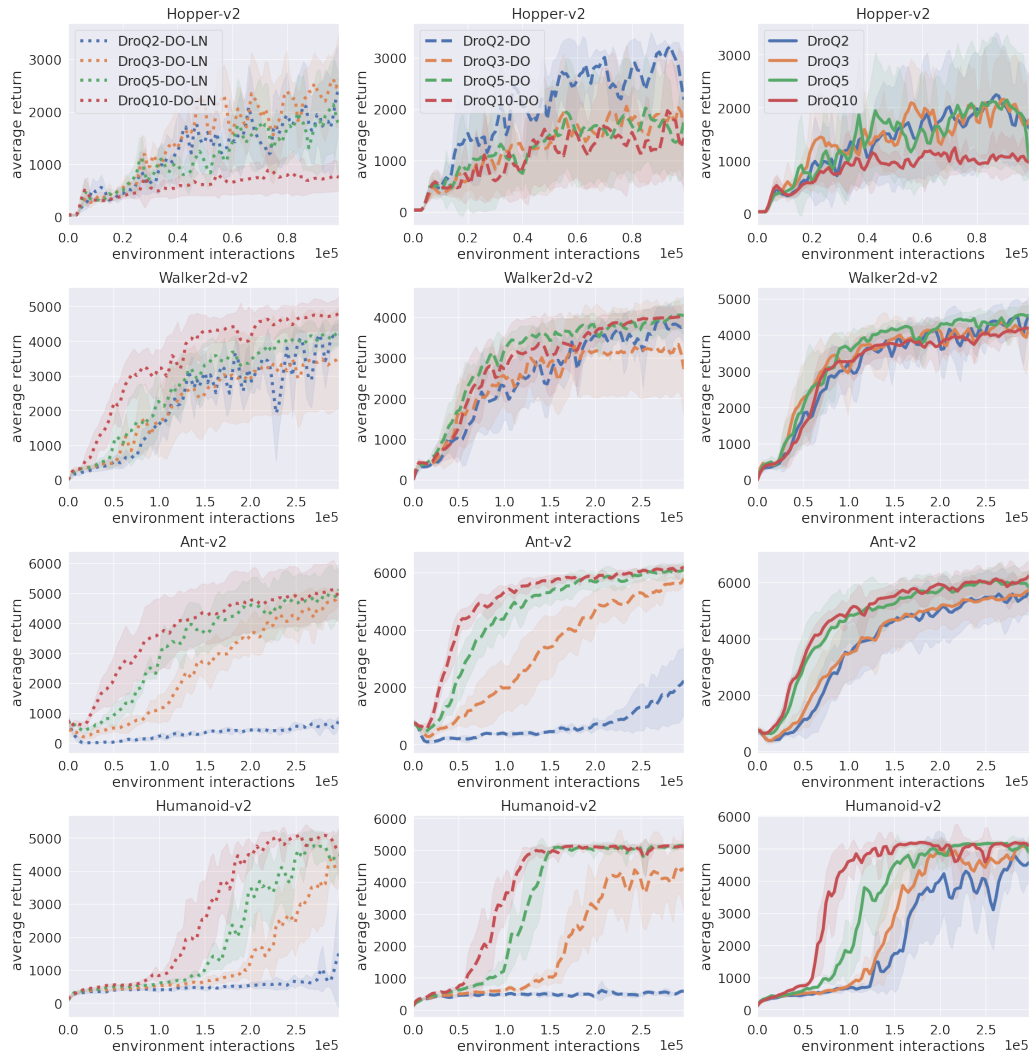 Hopper-v2
average return
3000
2000
1000
0
DroQ2-DO-LN
DroQ3-DO-LN
DroQ5-DO-LN
DroQ10-DO-LN
0.0 0.2 0.4 0.6 0.8
environment interactions 1e5
Hopper-v2
average return
3000
2000
1000
0
DroQ2-DO
DroQ3-DO
DroQ5-DO
DroQ10-DO
0.0 0.2 0.4 0.6 0.8
environment interactions 1e5
Hopper-v2
average return
3000
2000
1000
0
DroQ2
DroQ3
DroQ5
DroQ10
0.0 0.2 0.4 0.6 0.8
environment interactions 1e5
Walker2d-v2
average return
5000
4000
3000
2000
1000
0
0.0 0.5 1.0 1.5 2.0 2.5
environment interactions 1e5
Walker2d-v2
average return
4000
3000
2000
1000
0
0.0 0.5 1.0 1.5 2.0 2.5
environment interactions 1e5
Walker2d-v2
average return
5000
4000
3000
2000
1000
0
0.0 0.5 1.0 1.5 2.0 2.5
environment interactions 1e5
Ant-v2
average return
6000
5000
4000
3000
2000
1000
0
0.0 0.5 1.0 1.5 2.0 2.5
environment interactions 1e5
Ant-v2
average return
6000
4000
2000
0
0.0 0.5 1.0 1.5 2.0 2.5
environment interactions 1e5
Ant-v2
average return
6000
4000
2000
0
0.0 0.5 1.0 1.5 2.0 2.5
environment interactions 1e5
Humanoid-v2
average return
5000
4000
3000
2000
1000
0
0.0 0.5 1.0 1.5 2.0 2.5
environment interactions 1e5
Humanoid-v2
average return
6000
5000
4000
3000
2000
1000
0
0.0 0.5 1.0 1.5 2.0 2.5
environment interactions 1e5
Humanoid-v2
average return
6000
5000
4000
3000
2000
1000
0
0.0 0.5 1.0 1.5 2.0 2.5
environment interactions 1e5